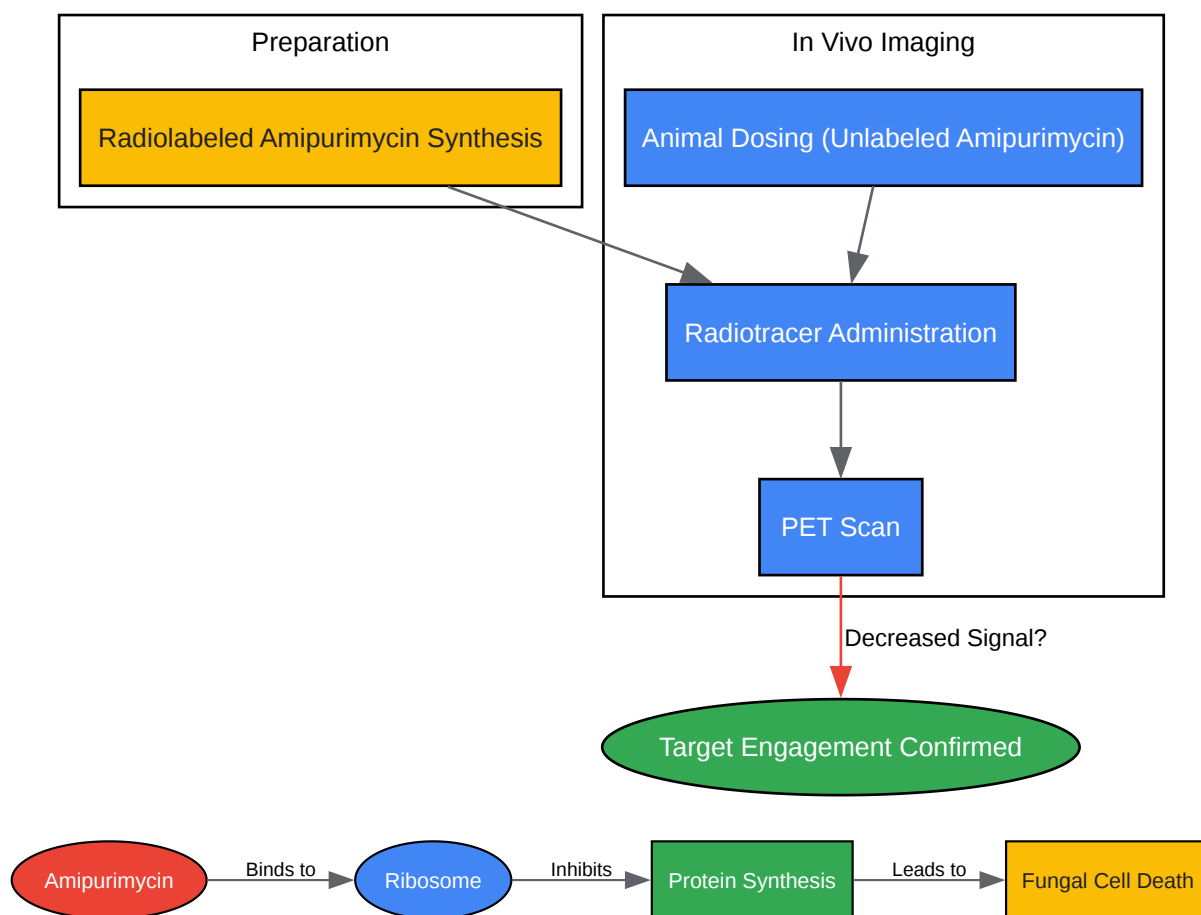 Preparation
In Vivo Imaging
Radiolabeled Amipurimycin Synthesis
Animal Dosing (Unlabeled Amipurimycin)
Radiotracer Administration
PET Scan
Decreased Signal?
Target Engagement Confirmed
Amipurimycin
Binds to
Ribosome
Inhibits
Protein Synthesis
Leads to
Fungal Cell Death